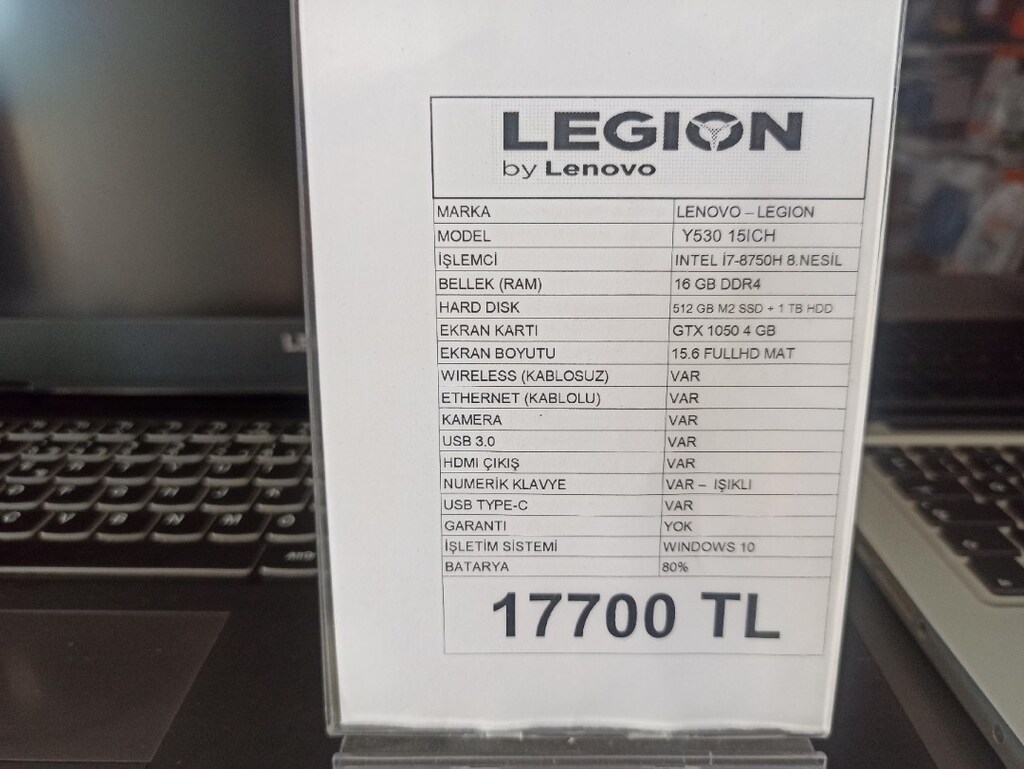 LEGION
by Lenovo
MARKA LENOVO – LEGION
MODEL Y530 15ICH
İŞLEMCİ INTEL İ7-8750H 8.NESİL
BELLEK (RAM) 16 GB DDR4
HARD DISK 512 GB M2 SSD + 1 TB HDD
EKRAN KARTI GTX 1050 4 GB
EKRAN BOYUTU 15.6 FULLHD MAT
WIRELESS (KABLOSUZ) VAR
ETHERNET (KABLOLU) VAR
KAMERA VAR
USB 3.0 VAR
HDMI ÇIKIŞ VAR
NUMERİK KLAVYE VAR – IŞIKLI
USB TYPE-C VAR
GARANTI YOK
İŞLETİM SİSTEMİ WINDOWS 10
BATARYA 80%
17700 TL